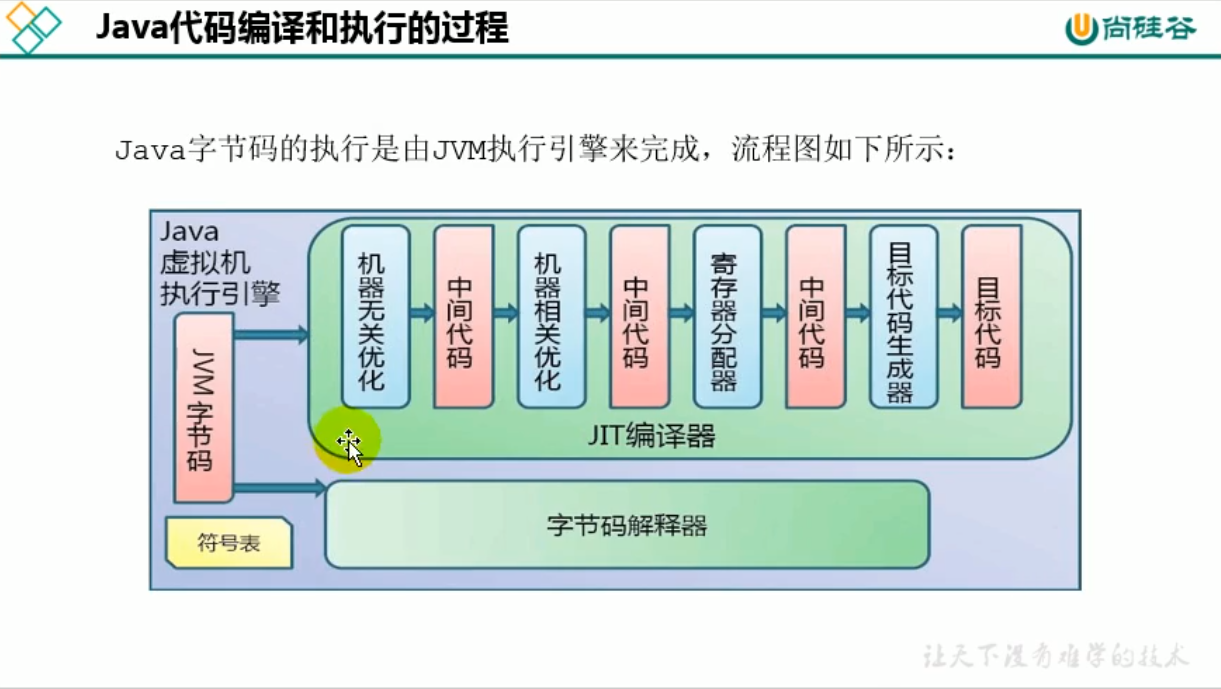 Java代码编译和执行的过程
尚硅谷
Java字节码的执行是由JVM执行引擎来完成，流程图如下所示：
Java
虚拟机
执行引擎
JVM字节码
机器无关优化
中间代码
机器相关优化
中间代码
寄存器分配器
中间代码
目标代码生成器
目标代码
JIT编译器
字节码解释器
符号表
让天下没有难学的技术